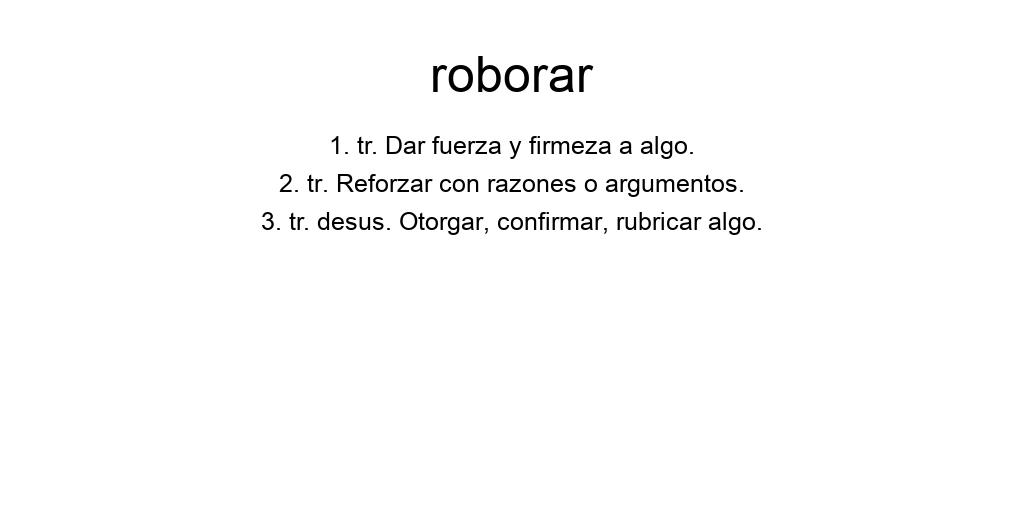 roborar
1. tr. Dar fuerza y firmeza a algo.
2. tr. Reforzar con razones o argumentos.
3. tr. desus. Otorgar, confirmar, rubricar algo.